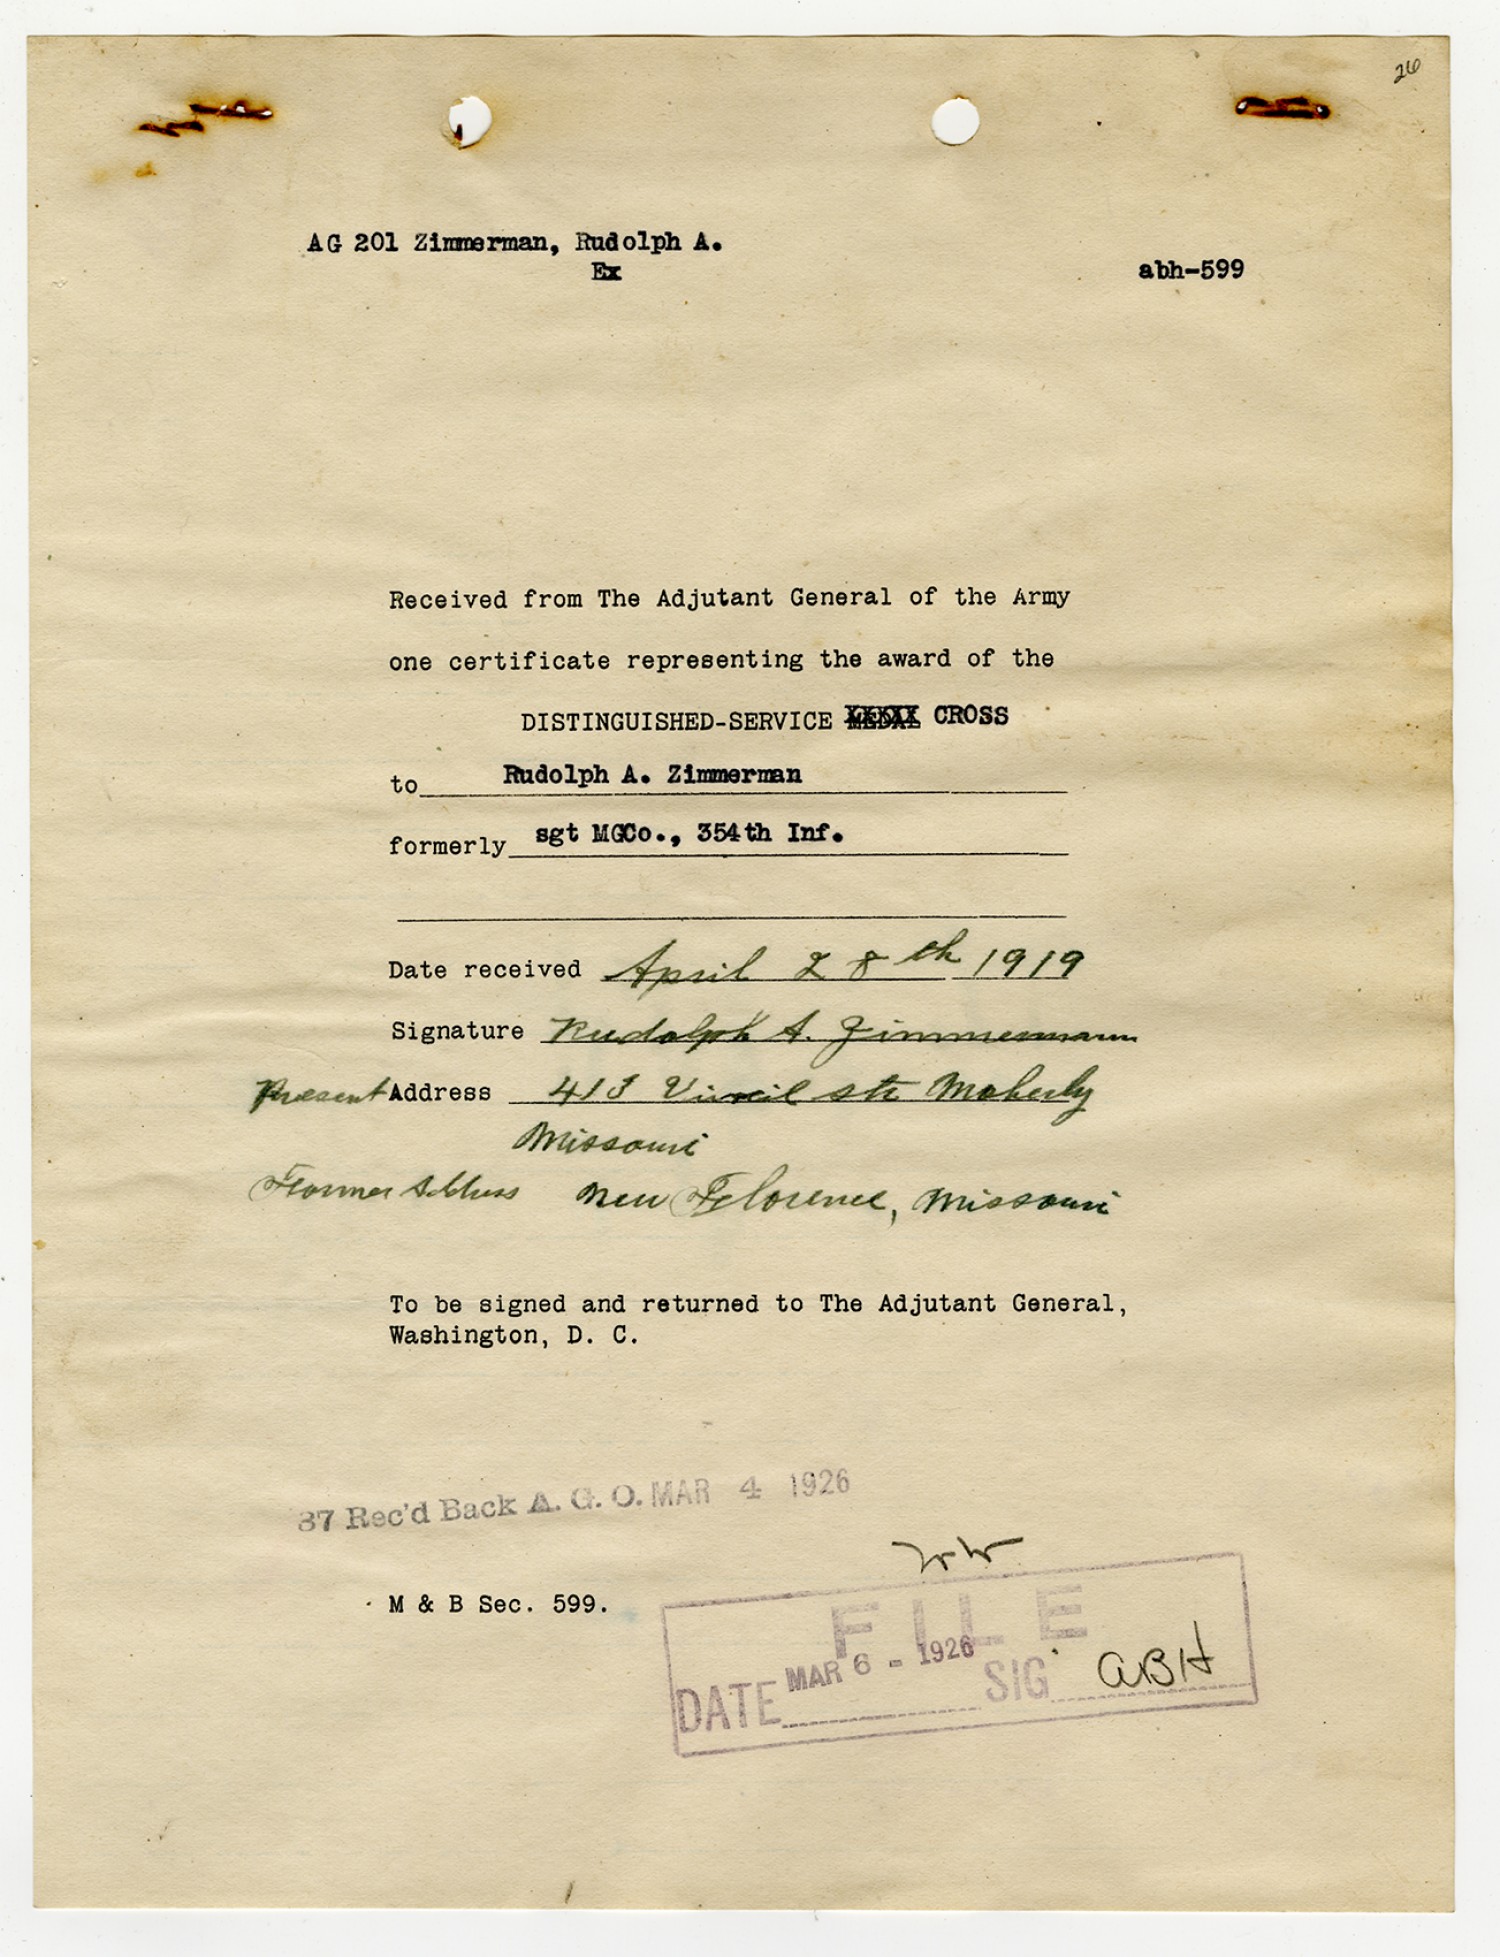 26
AG 201 Zimmerman, Rudolph A.
Ex
abh-599
Received from The Adjutant General of the Army
one certificate representing the award of the
DISTINGUISHED-SERVICE MEDAL CROSS
to Rudolph A. Zimmerman
formerly sgt MGCo., 354th Inf.
Date received April 28th 1919
Signature Rudolph A. Zimmermann
Present Address 413 str Moberly
Missouri
Former Address New Florence, Missouri
To be signed and returned to The Adjutant General,
Washington, D. C.
37 Rec'd Back A. G. O. MAR 4 1926
M & B Sec. 599.
FILE
DATE MAR 6 - 1926 SIG. ABH